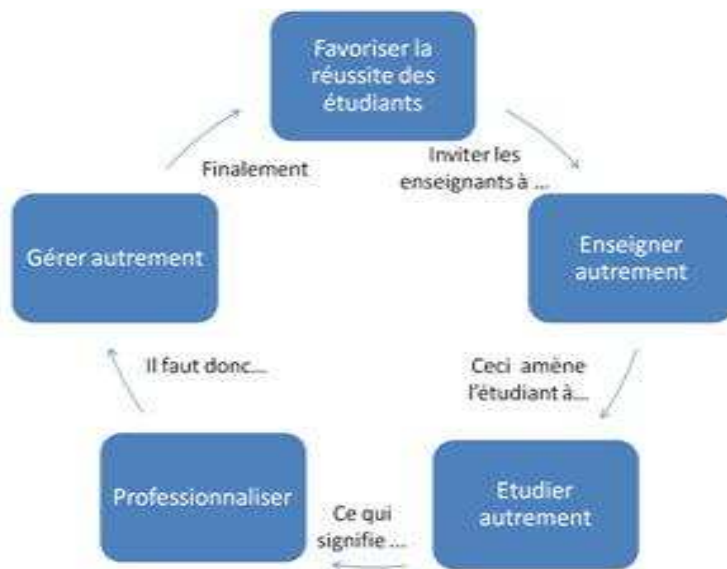 Favoriser la
réussite des
étudiants
Inviter les
enseignants à ...
Enseigner
autrement
Ceci amène
l'étudiant à...
Etudier
autrement
Ce qui
signifie ...
Professionnaliser
Il faut donc...
Gérer autrement
Finalement